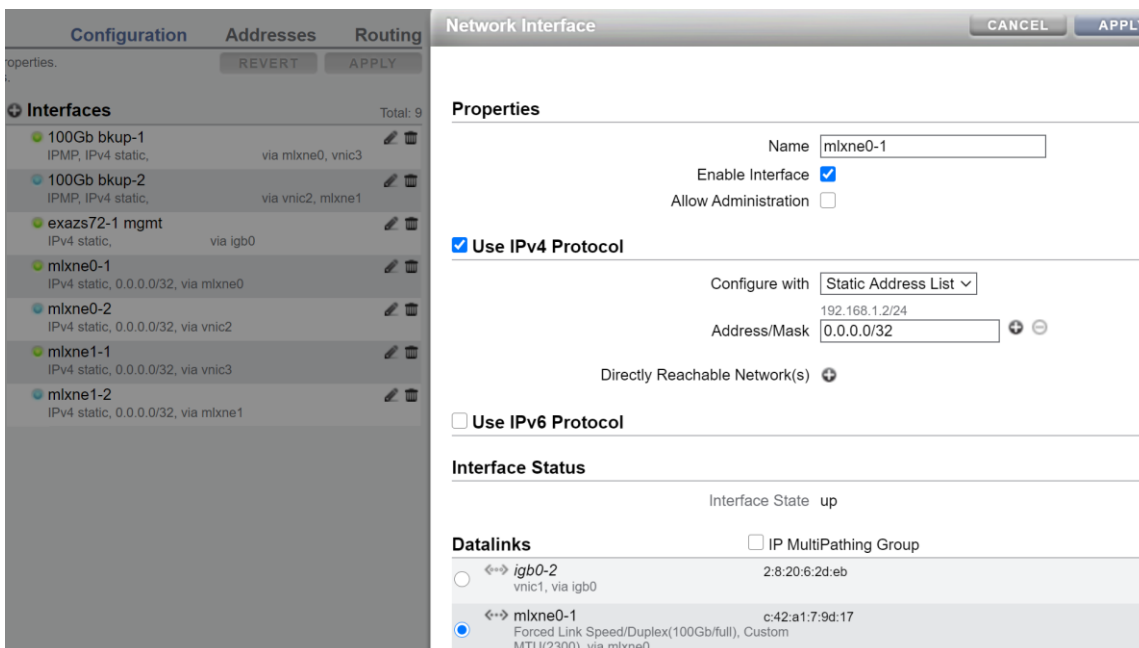 Configuration Addresses Routing
roperties.
s.
REVERT APPLY
Interfaces Total: 9
100Gb bkup-1
IPMP, IPv4 static, via mlxne0, vnic3
100Gb bkup-2
IPMP, IPv4 static, via vnic2, mlxne1
exazs72-1 mgmt
IPv4 static, via igb0
mlxne0-1
IPv4 static, 0.0.0.0/32, via mlxne0
mlxne0-2
IPv4 static, 0.0.0.0/32, via vnic2
mlxne1-1
IPv4 static, 0.0.0.0/32, via vnic3
mlxne1-2
IPv4 static, 0.0.0.0/32, via mlxne1
Network Interface CANCEL APPLY
Properties
Name mlxne0-1
Enable Interface
Allow Administration
Use IPv4 Protocol
Configure with Static Address List
192.168.1.2/24
Address/Mask 0.0.0.0/32
Directly Reachable Network(s)
Use IPv6 Protocol
Interface Status
Interface State up
Datalinks IP MultiPathing Group
igb0-2 2:8:20:6:2d:eb
vnic1, via igb0
mlxne0-1 c:42:a1:7:9d:17
Forced Link Speed/Duplex(100Gb/full), Custom
MTU(2300), via mlxne0